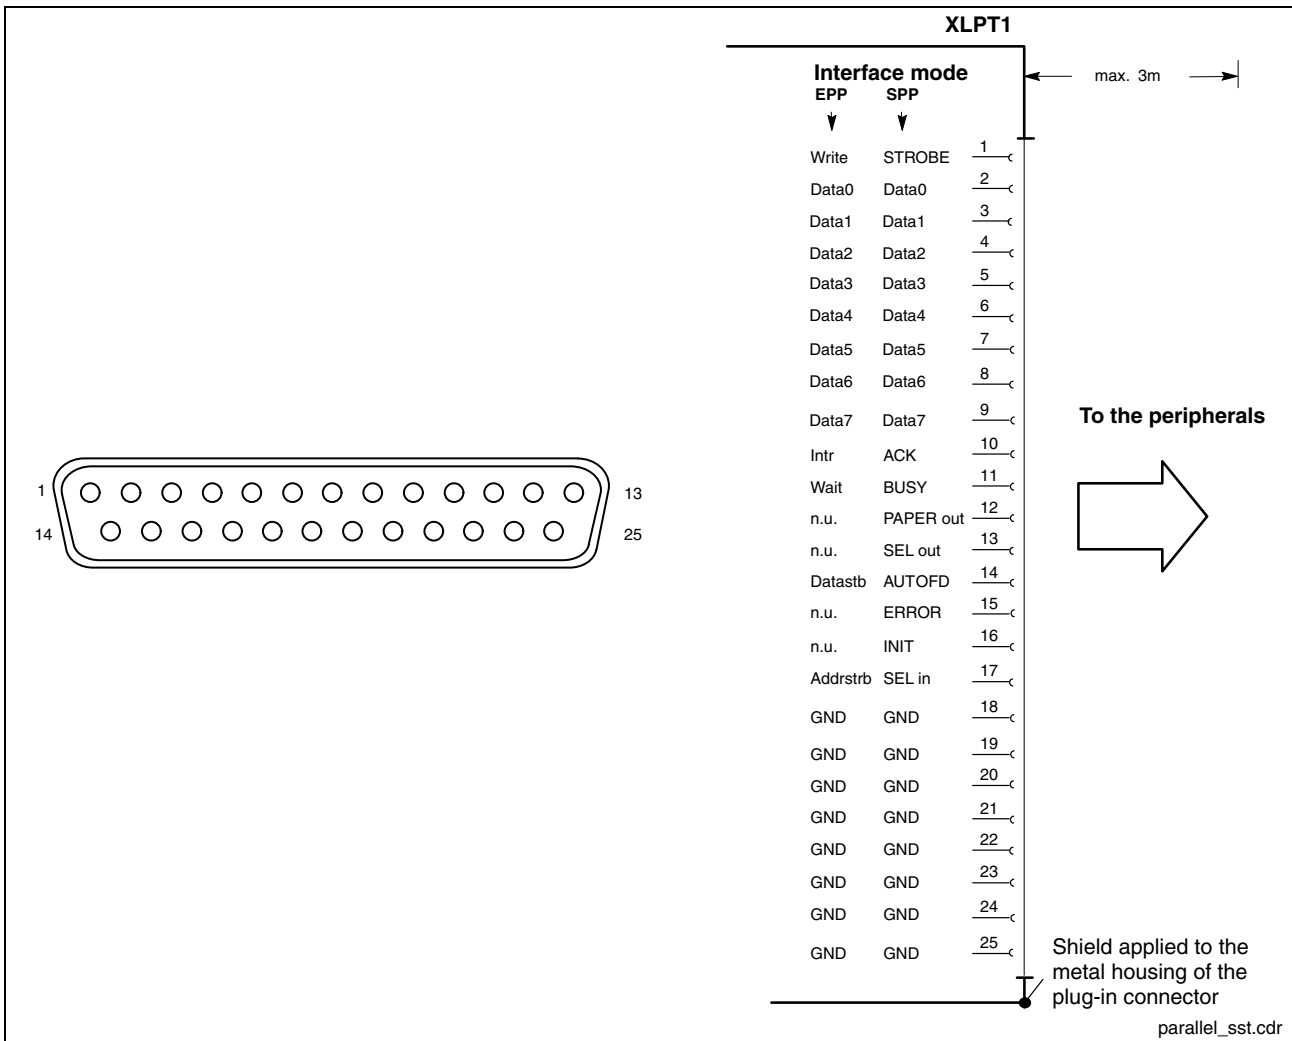 XLPT1
Interface mode
EPP SPP
max. 3m
Write STROBE 1
Data0 Data0 2
Data1 Data1 3
Data2 Data2 4
Data3 Data3 5
Data4 Data4 6
Data5 Data5 7
Data6 Data6 8
Data7 Data7 9
To the peripherals
Intr ACK 10
Wait BUSY 11
n.u. PAPER out 12
n.u. SEL out 13
Datastb AUTOFD 14
n.u. ERROR 15
n.u. INIT 16
Addrstrb SEL in 17
GND GND 18
GND GND 19
GND GND 20
GND GND 21
GND GND 22
GND GND 23
GND GND 24
GND GND 25
1 13
14 25
Shield applied to the
metal housing of the
plug-in connector
parallel_sst.cdr